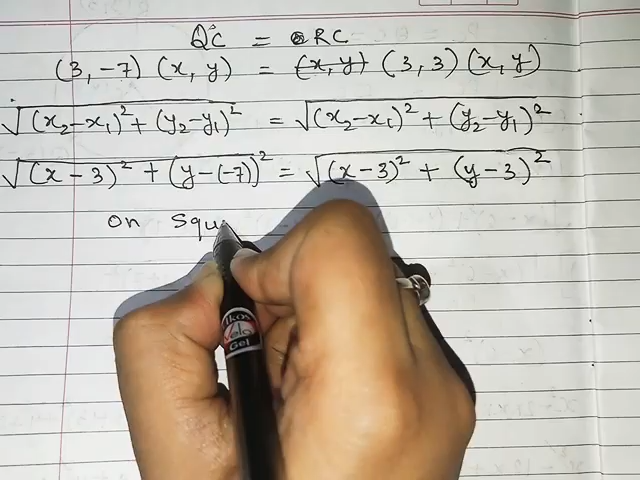 QC = RC
(3, -7) (x, y) = (x, y) (3, 3) (x, y)
√(x₂-x₁)² + (y₂-y₁)² = √(x₂-x₁)² + (y₂-y₁)²
√(x-3)² + (y-(-7))² = √(x-3)² + (y-3)²
on squ
Gel